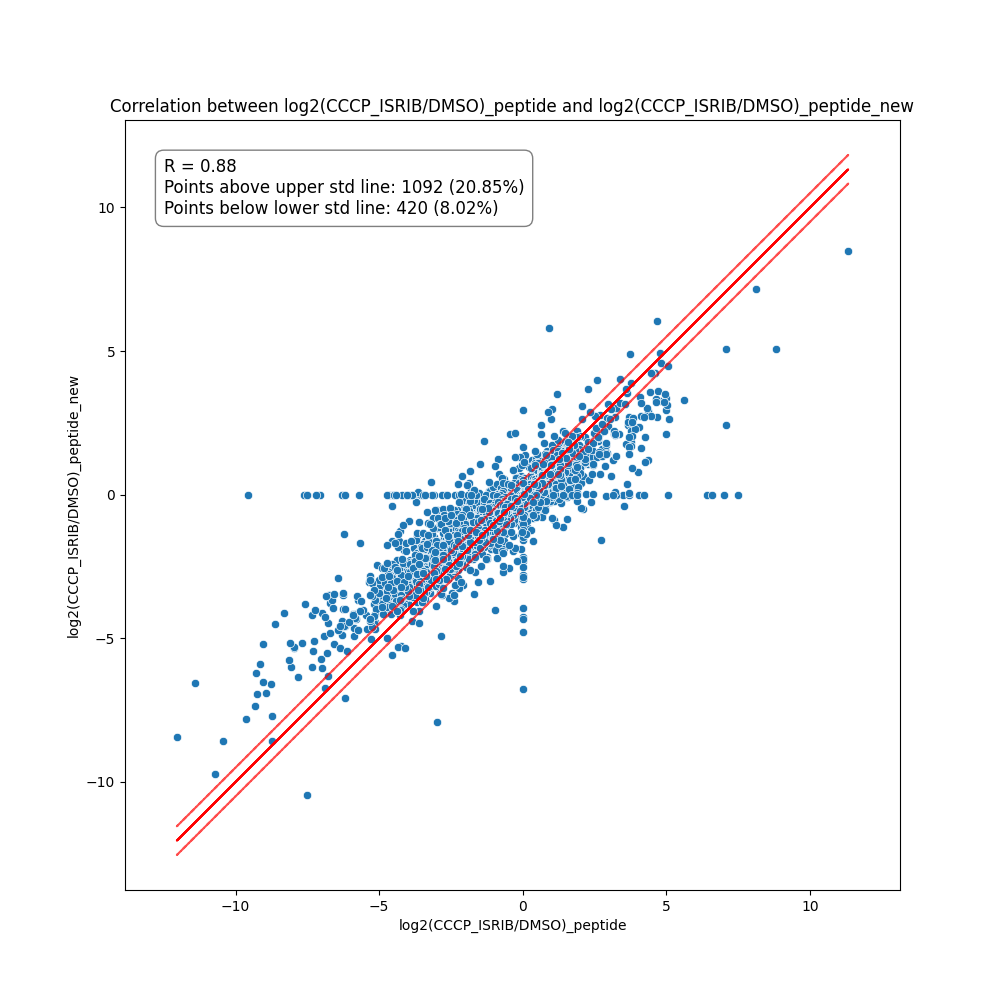 Correlation between log2(CCCP_ISRIB/DMSO)_peptide and log2(CCCP_ISRIB/DMSO)_peptide_new
R = 0.88
Points above upper std line: 1092 (20.85%)
Points below lower std line: 420 (8.02%)
10
5
0
−5
−10
log2(CCCP_ISRIB/DMSO)_peptide_new
−10
−5
0
5
10
log2(CCCP_ISRIB/DMSO)_peptide